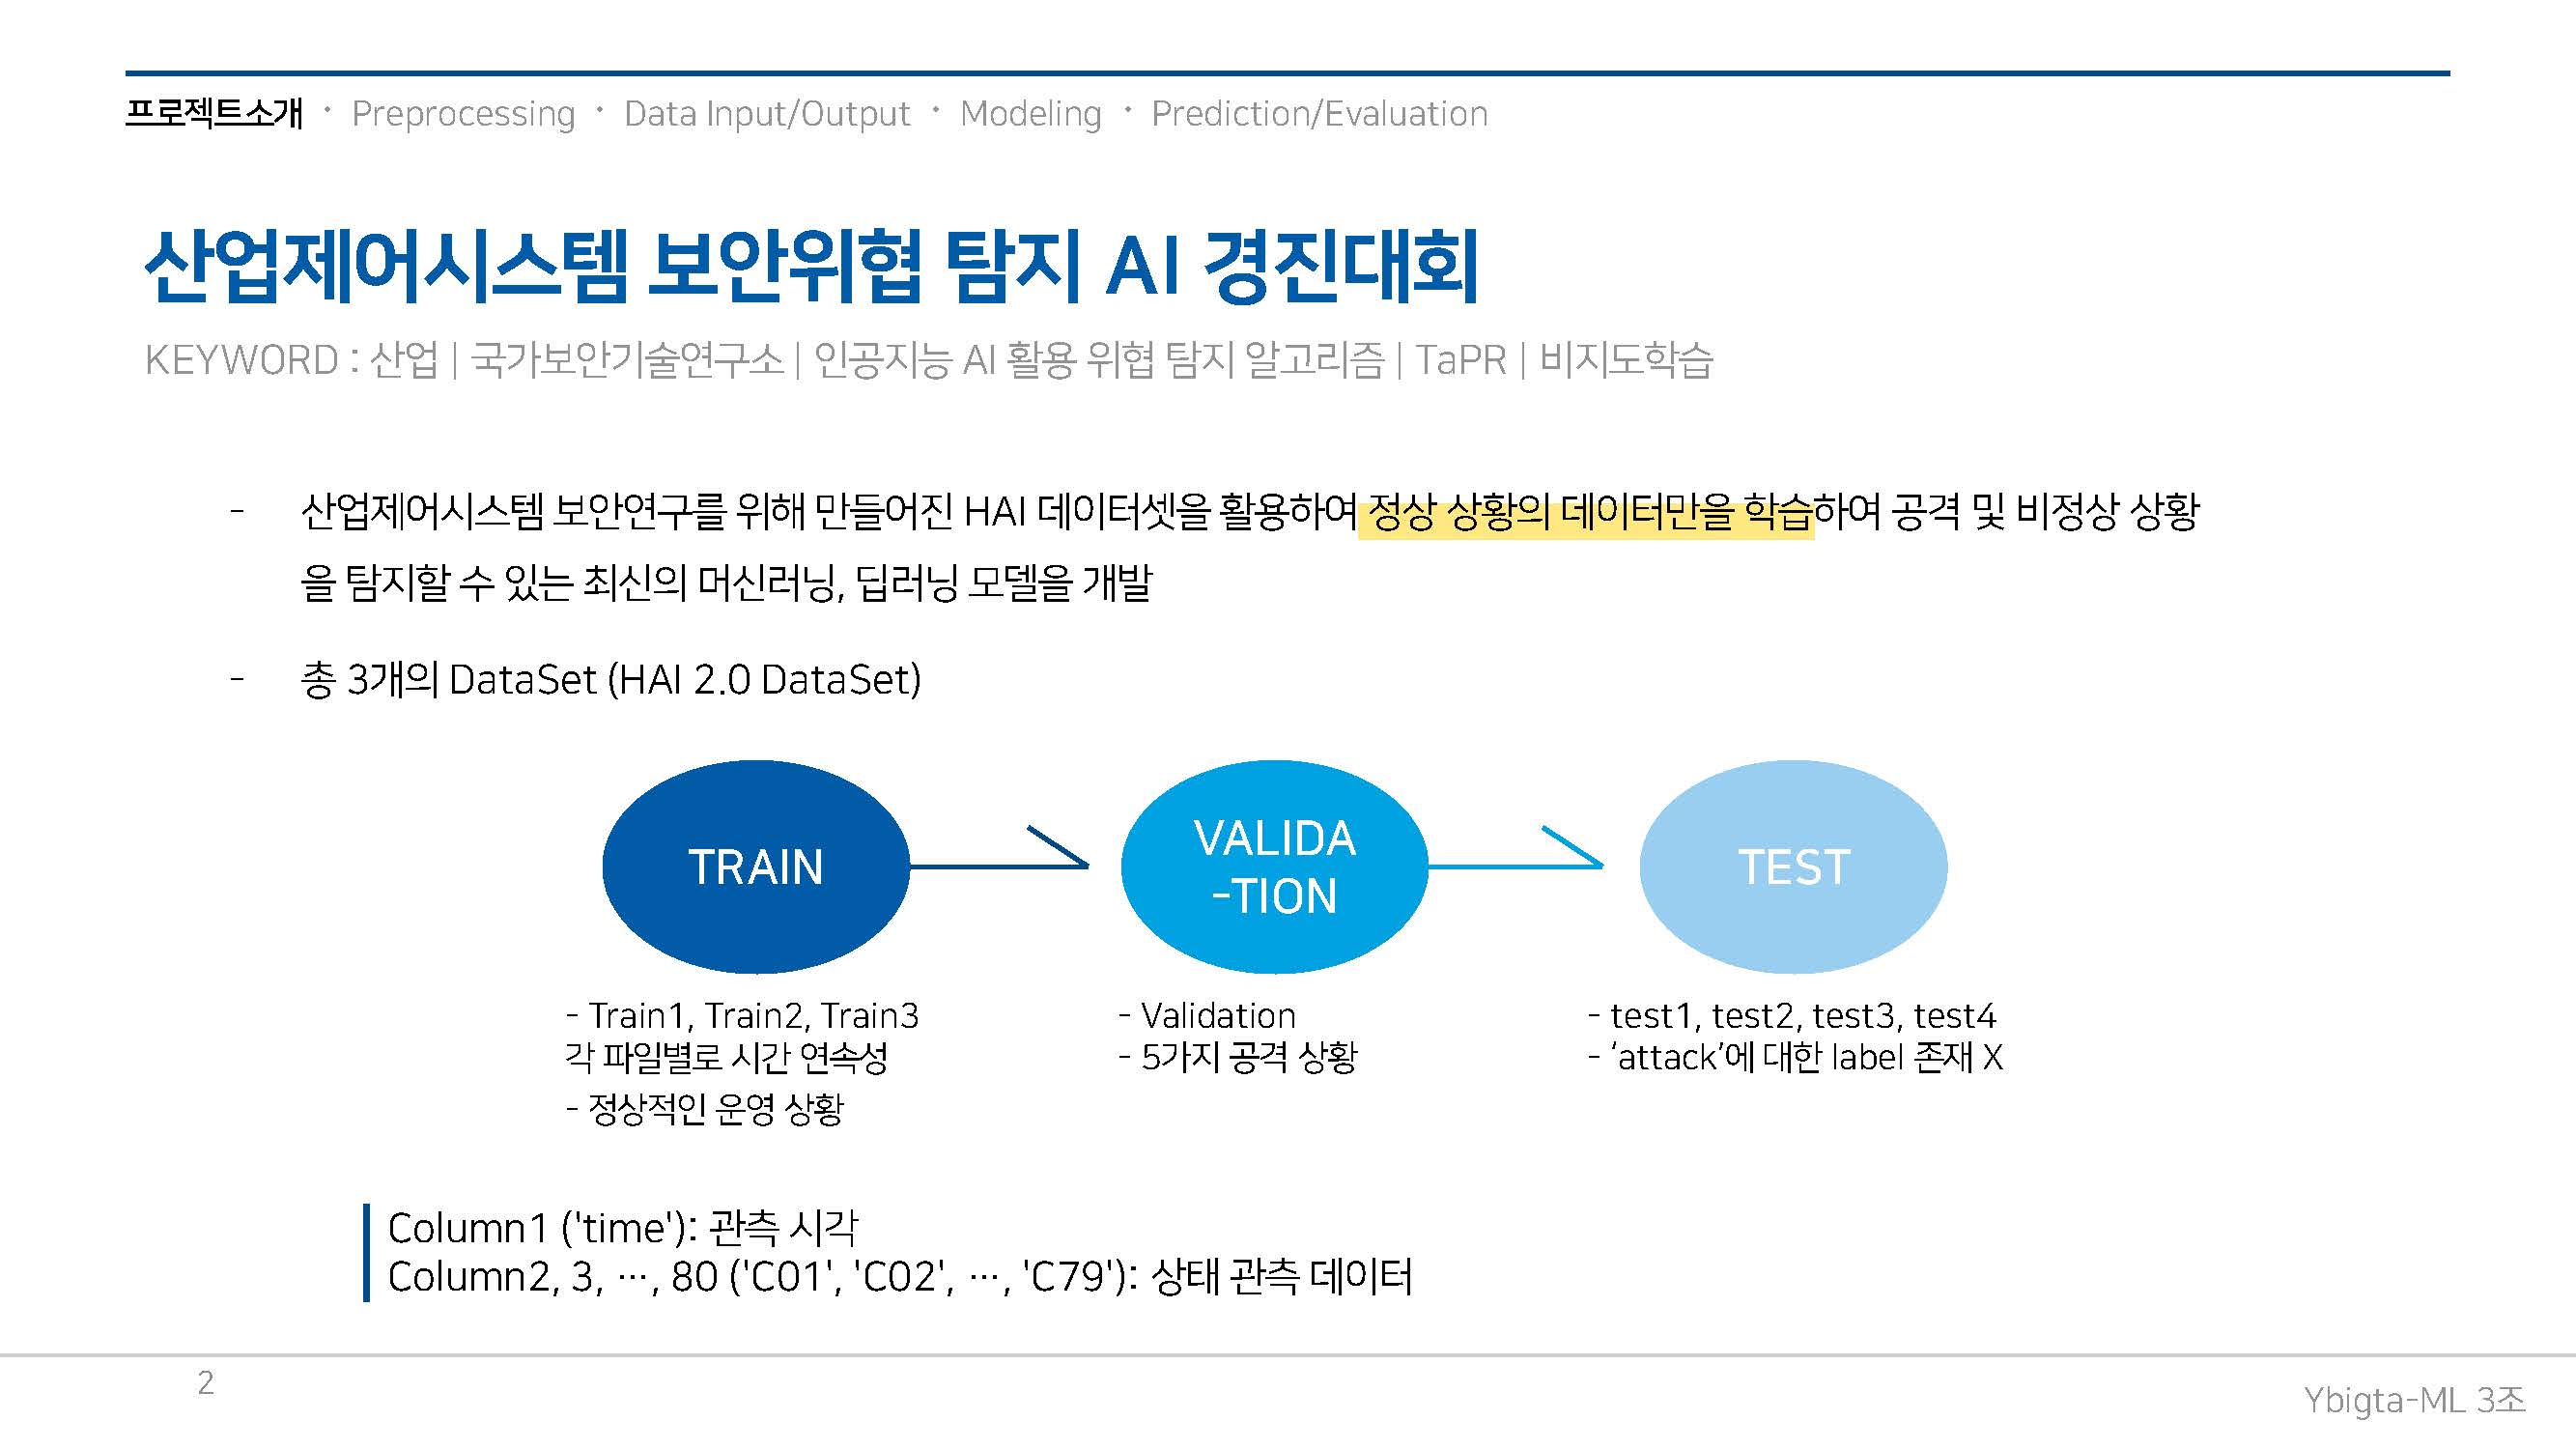 프로젝트소개 · Preprocessing · Data Input/Output · Modeling · Prediction/Evaluation
산업제어시스템 보안위협 탐지 AI 경진대회
KEYWORD : 산업 | 국가보안기술연구소 | 인공지능 AI 활용 위협 탐지 알고리즘 | TaPR | 비지도학습
- 산업제어시스템 보안연구를 위해 만들어진 HAI 데이터셋을 활용하여 정상 상황의 데이터만을 학습하여 공격 및 비정상 상황
을 탐지할 수 있는 최신의 머신러닝, 딥러닝 모델을 개발
- 총 3개의 DataSet (HAI 2.0 DataSet)
TRAIN
- Train1, Train2, Train3
각 파일별로 시간 연속성
- 정상적인 운영 상황
VALIDA
-TION
- Validation
- 5가지 공격 상황
TEST
- test1, test2, test3, test4
- ‘attack’에 대한 label 존재 X
Column1 ('time'): 관측 시각
Column2, 3, …, 80 ('C01', 'C02', …, 'C79'): 상태 관측 데이터
2
Ybigta-ML 3조